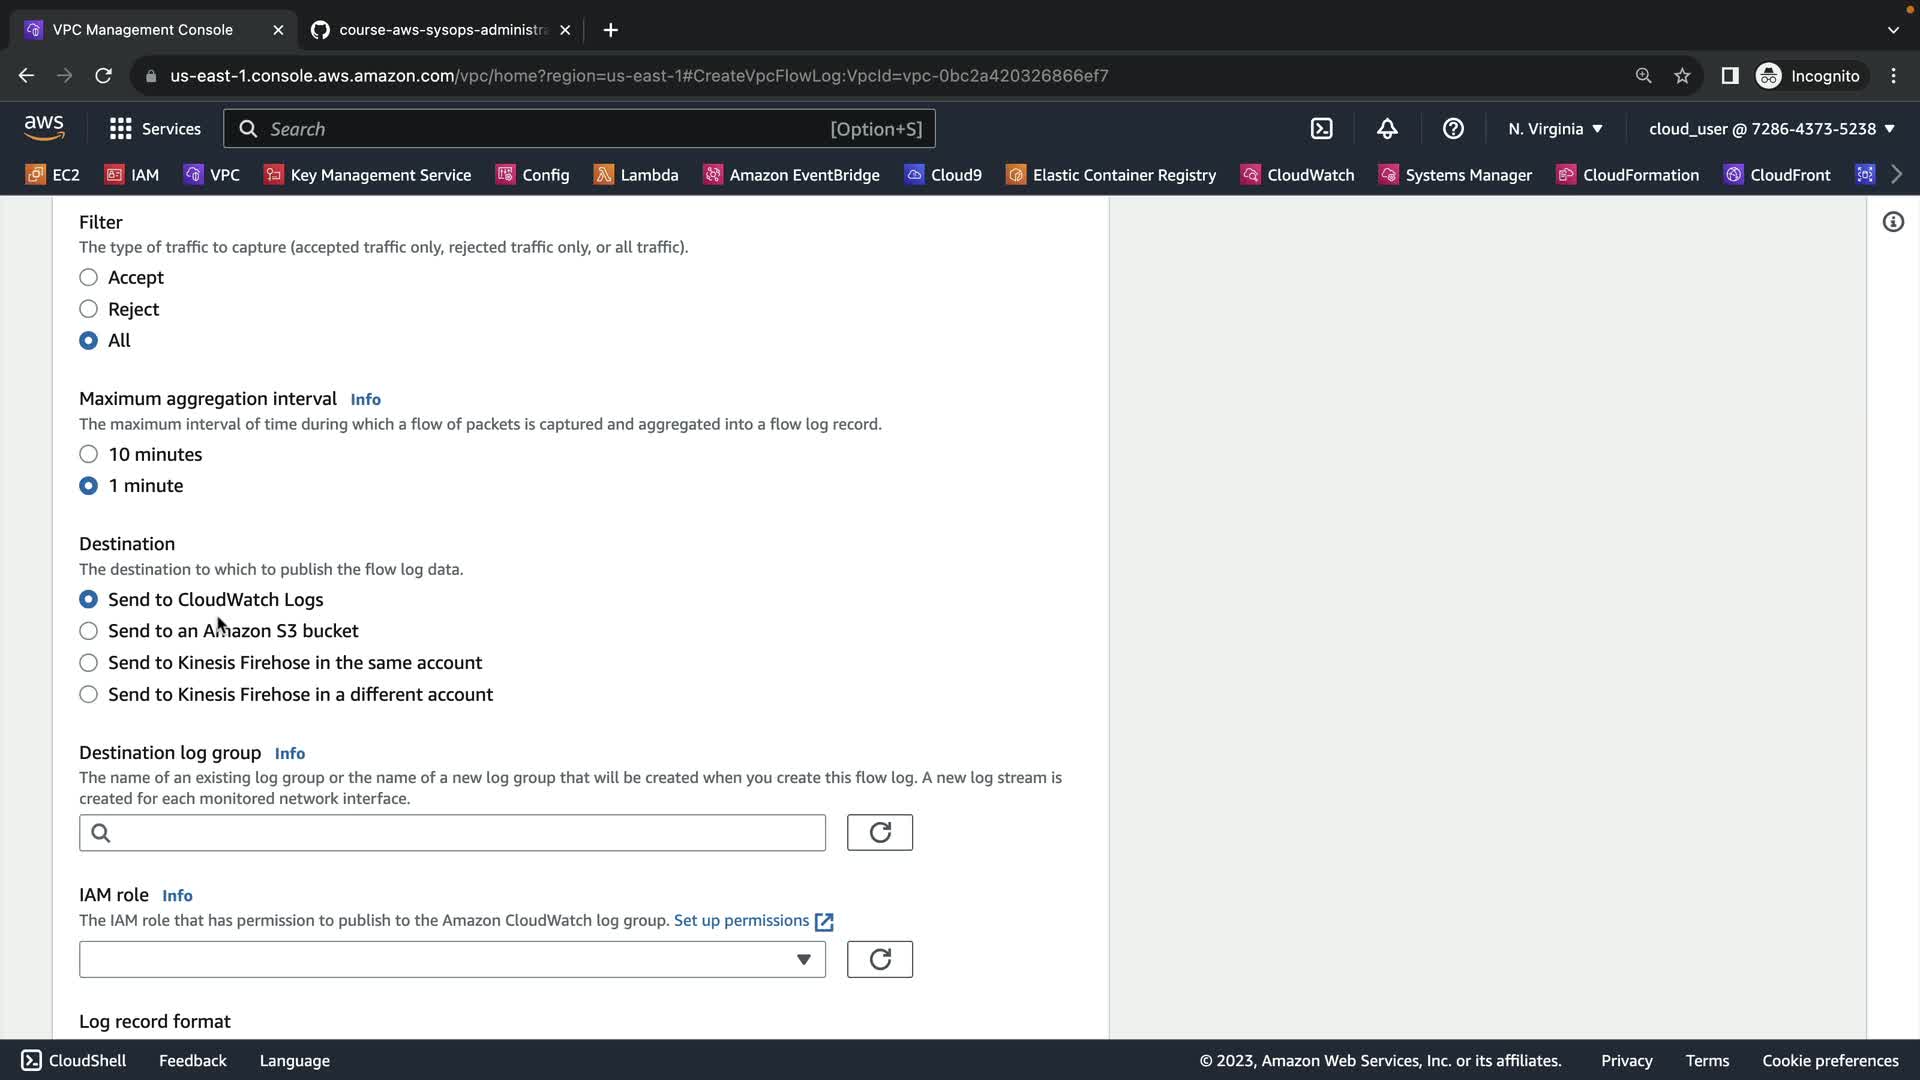 VPC Management Console
course-aws-sysops-administra
us-east-1.console.aws.amazon.com/vpc/home?region=us-east-1#CreateVpcFlowLog:VpcId=vpc-0bc2a420326866ef7
Incognito
aws
Services
Search
[Option+S]
N. Virginia
cloud_user @ 7286-4373-5238
EC2
IAM
VPC
Key Management Service
Config
Lambda
Amazon EventBridge
Cloud9
Elastic Container Registry
CloudWatch
Systems Manager
CloudFormation
CloudFront
Filter
The type of traffic to capture (accepted traffic only, rejected traffic only, or all traffic).
Accept
Reject
All
Maximum aggregation interval Info
The maximum interval of time during which a flow of packets is captured and aggregated into a flow log record.
10 minutes
1 minute
Destination
The destination to which to publish the flow log data.
Send to CloudWatch Logs
Send to an Amazon S3 bucket
Send to Kinesis Firehose in the same account
Send to Kinesis Firehose in a different account
Destination log group Info
The name of an existing log group or the name of a new log group that will be created when you create this flow log. A new log stream is
created for each monitored network interface.
IAM role Info
The IAM role that has permission to publish to the Amazon CloudWatch log group. Set up permissions
Log record format
CloudShell
Feedback
Language
© 2023, Amazon Web Services, Inc. or its affiliates.
Privacy
Terms
Cookie preferences